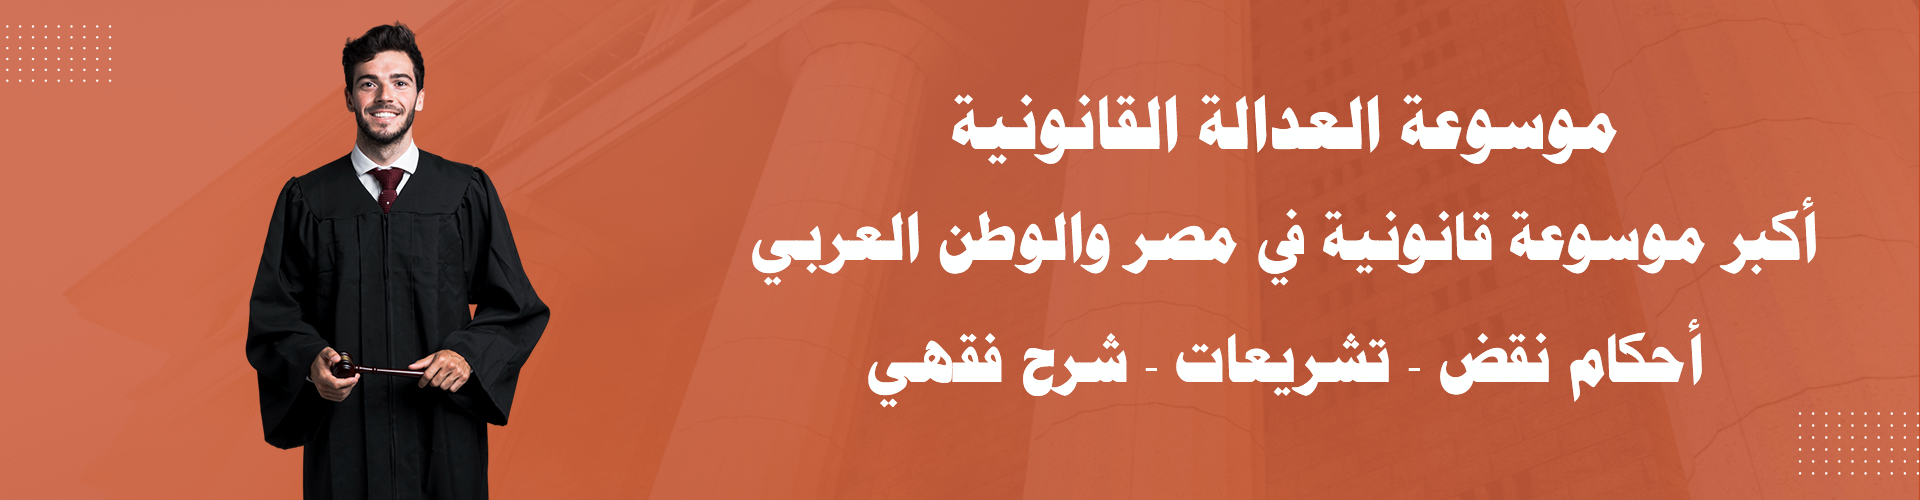 موسوعة العدالة القانونية
أكبر موسوعة قانونية في مصر والوطن العربي
أحكام نقض - تشريعات - شرح فقهي